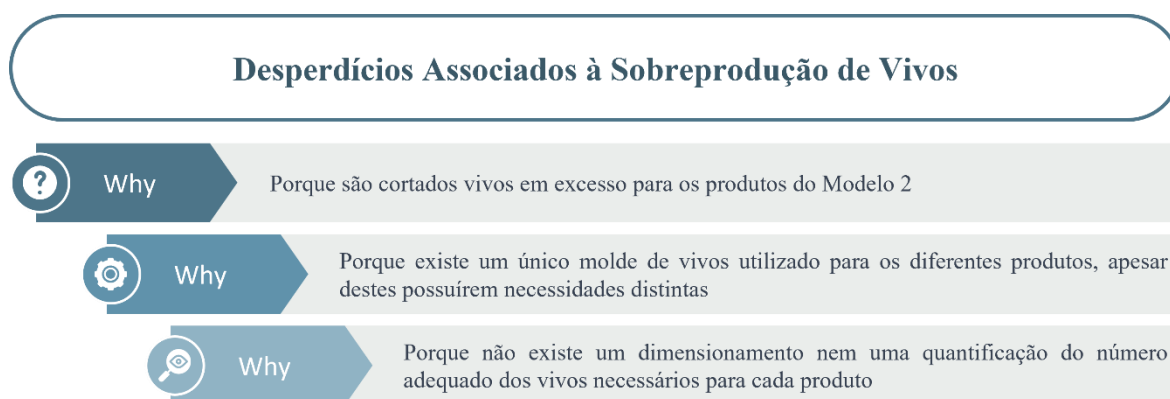 Desperdícios Associados à Sobreprodução de Vivos
?
Why
Porque são cortados vivos em excesso para os produtos do Modelo 2
Why
Porque existe um único molde de vivos utilizado para os diferentes produtos, apesar
destes possuírem necessidades distintas
Why
Porque não existe um dimensionamento nem uma quantificação do número
adequado dos vivos necessários para cada produto